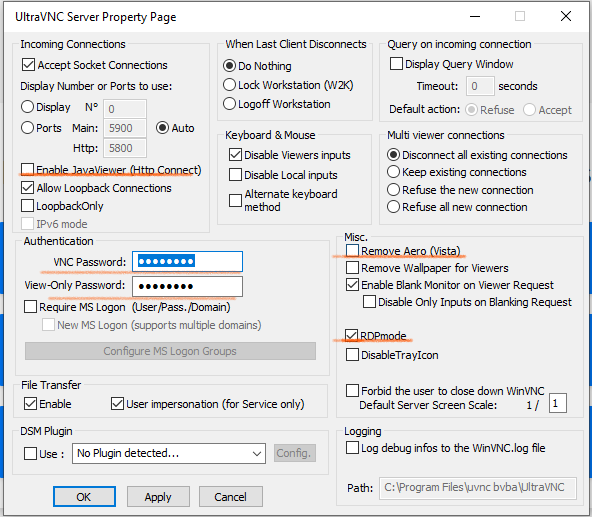 UltraVNC Server Property Page
Incoming Connections
Accept Socket Connections
Display Number or Ports to use:
Display N° 0
Ports Main: 5900 Auto
Http: 5800
Enable JavaViewer (Http Connect)
Allow Loopback Connections
LoopbackOnly
IPv6 mode
When Last Client Disconnects
Do Nothing
Lock Workstation (W2K)
Logoff Workstation
Query on incoming connection
Display Query Window
Timeout: 0 seconds
Default action: Refuse Accept
Keyboard & Mouse
Disable Viewers inputs
Disable Local inputs
Alternate keyboard
method
Multi viewer connections
Disconnect all existing connections
Keep existing connections
Refuse the new connection
Refuse all new connection
Authentication
VNC Password: ●●●●●●●●
View-Only Password: ●●●●●●●●
Require MS Logon (User/Pass./Domain)
New MS Logon (supports multiple domains)
Configure MS Logon Groups
Misc.
Remove Aero (Vista)
Remove Wallpaper for Viewers
Enable Blank Monitor on Viewer Request
Disable Only Inputs on Blanking Request
RDPmode
DisableTrayIcon
Forbid the user to close down WinVNC
Default Server Screen Scale: 1 / 1
File Transfer
Enable User impersonation (for Service only)
DSM Plugin
Use : No Plugin detected... Config.
Logging
Log debug infos to the WinVNC.log file
Path: C:\Program Files\uvnc bvba\UltraVNC
OK Apply Cancel